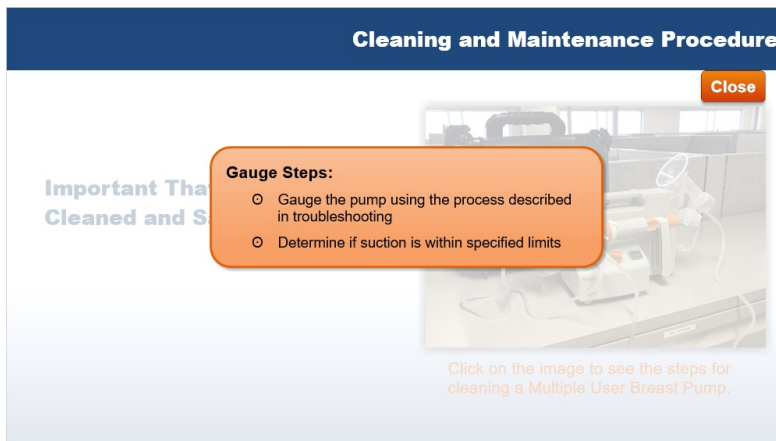 Cleaning and Maintenance Procedure
Close
Important Tha
Cleaned and S
Gauge Steps:
Gauge the pump using the process described
in troubleshooting
Determine if suction is within specified limits
Click on the image to see the steps for
cleaning a Multiple User Breast Pump.